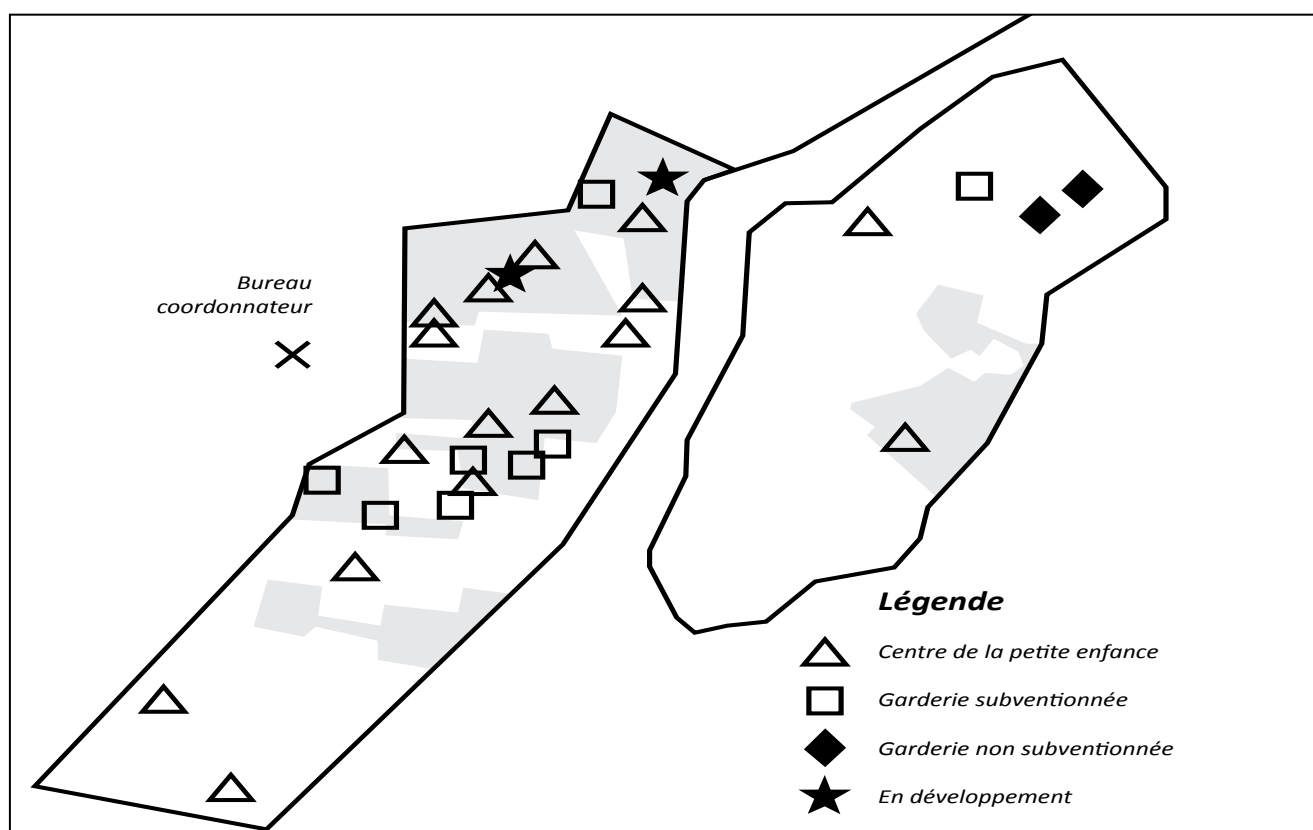 Bureau
coordonnateur
Légende
Centre de la petite enfance
Garderie subventionnée
Garderie non subventionnée
En développement